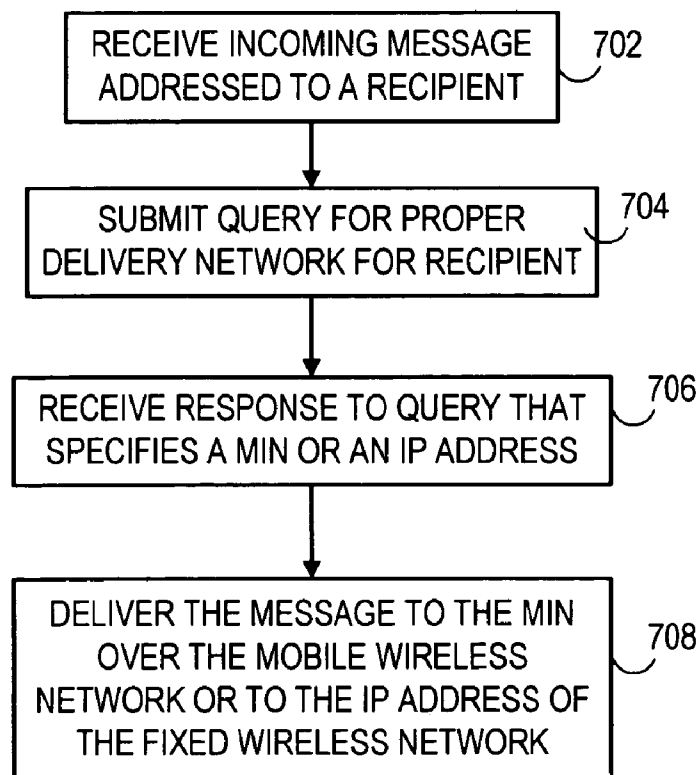 RECEIVE INCOMING MESSAGE
ADDRESSED TO A RECIPIENT
702
SUBMIT QUERY FOR PROPER
DELIVERY NETWORK FOR RECIPIENT
704
RECEIVE RESPONSE TO QUERY THAT
SPECIFIES A MIN OR AN IP ADDRESS
706
DELIVER THE MESSAGE TO THE MIN
OVER THE MOBILE WIRELESS
NETWORK OR TO THE IP ADDRESS OF
THE FIXED WIRELESS NETWORK
708